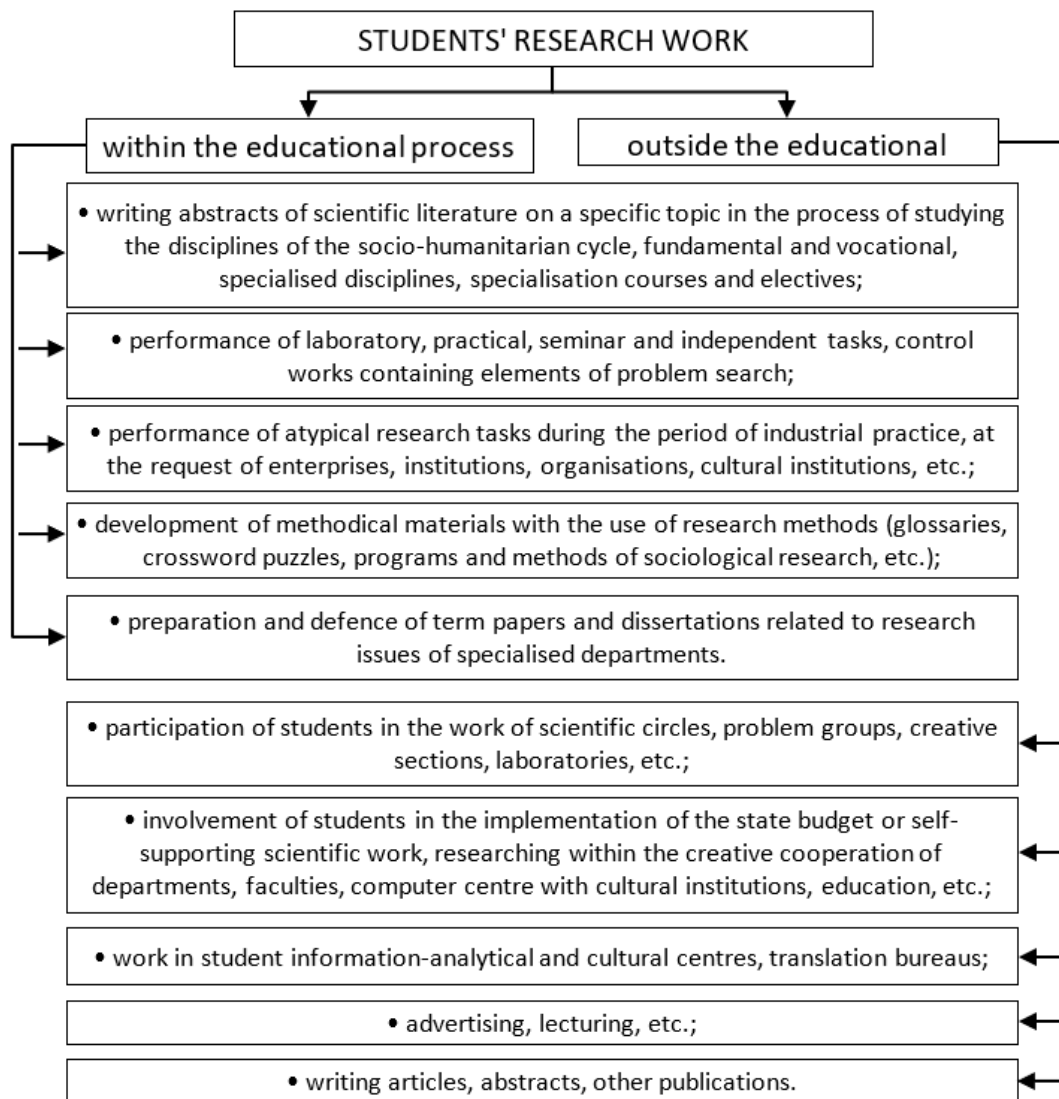 STUDENTS' RESEARCH WORK
within the educational process
outside the educational
• writing abstracts of scientific literature on a specific topic in the process of studying
the disciplines of the socio-humanitarian cycle, fundamental and vocational,
specialised disciplines, specialisation courses and electives;
• performance of laboratory, practical, seminar and independent tasks, control
works containing elements of problem search;
• performance of atypical research tasks during the period of industrial practice, at
the request of enterprises, institutions, organisations, cultural institutions, etc.;
• development of methodical materials with the use of research methods (glossaries,
crossword puzzles, programs and methods of sociological research, etc.);
• preparation and defence of term papers and dissertations related to research
issues of specialised departments.
• participation of students in the work of scientific circles, problem groups, creative
sections, laboratories, etc.;
• involvement of students in the implementation of the state budget or self-
supporting scientific work, researching within the creative cooperation of
departments, faculties, computer centre with cultural institutions, education, etc.;
• work in student information-analytical and cultural centres, translation bureaus;
• advertising, lecturing, etc.;
• writing articles, abstracts, other publications.